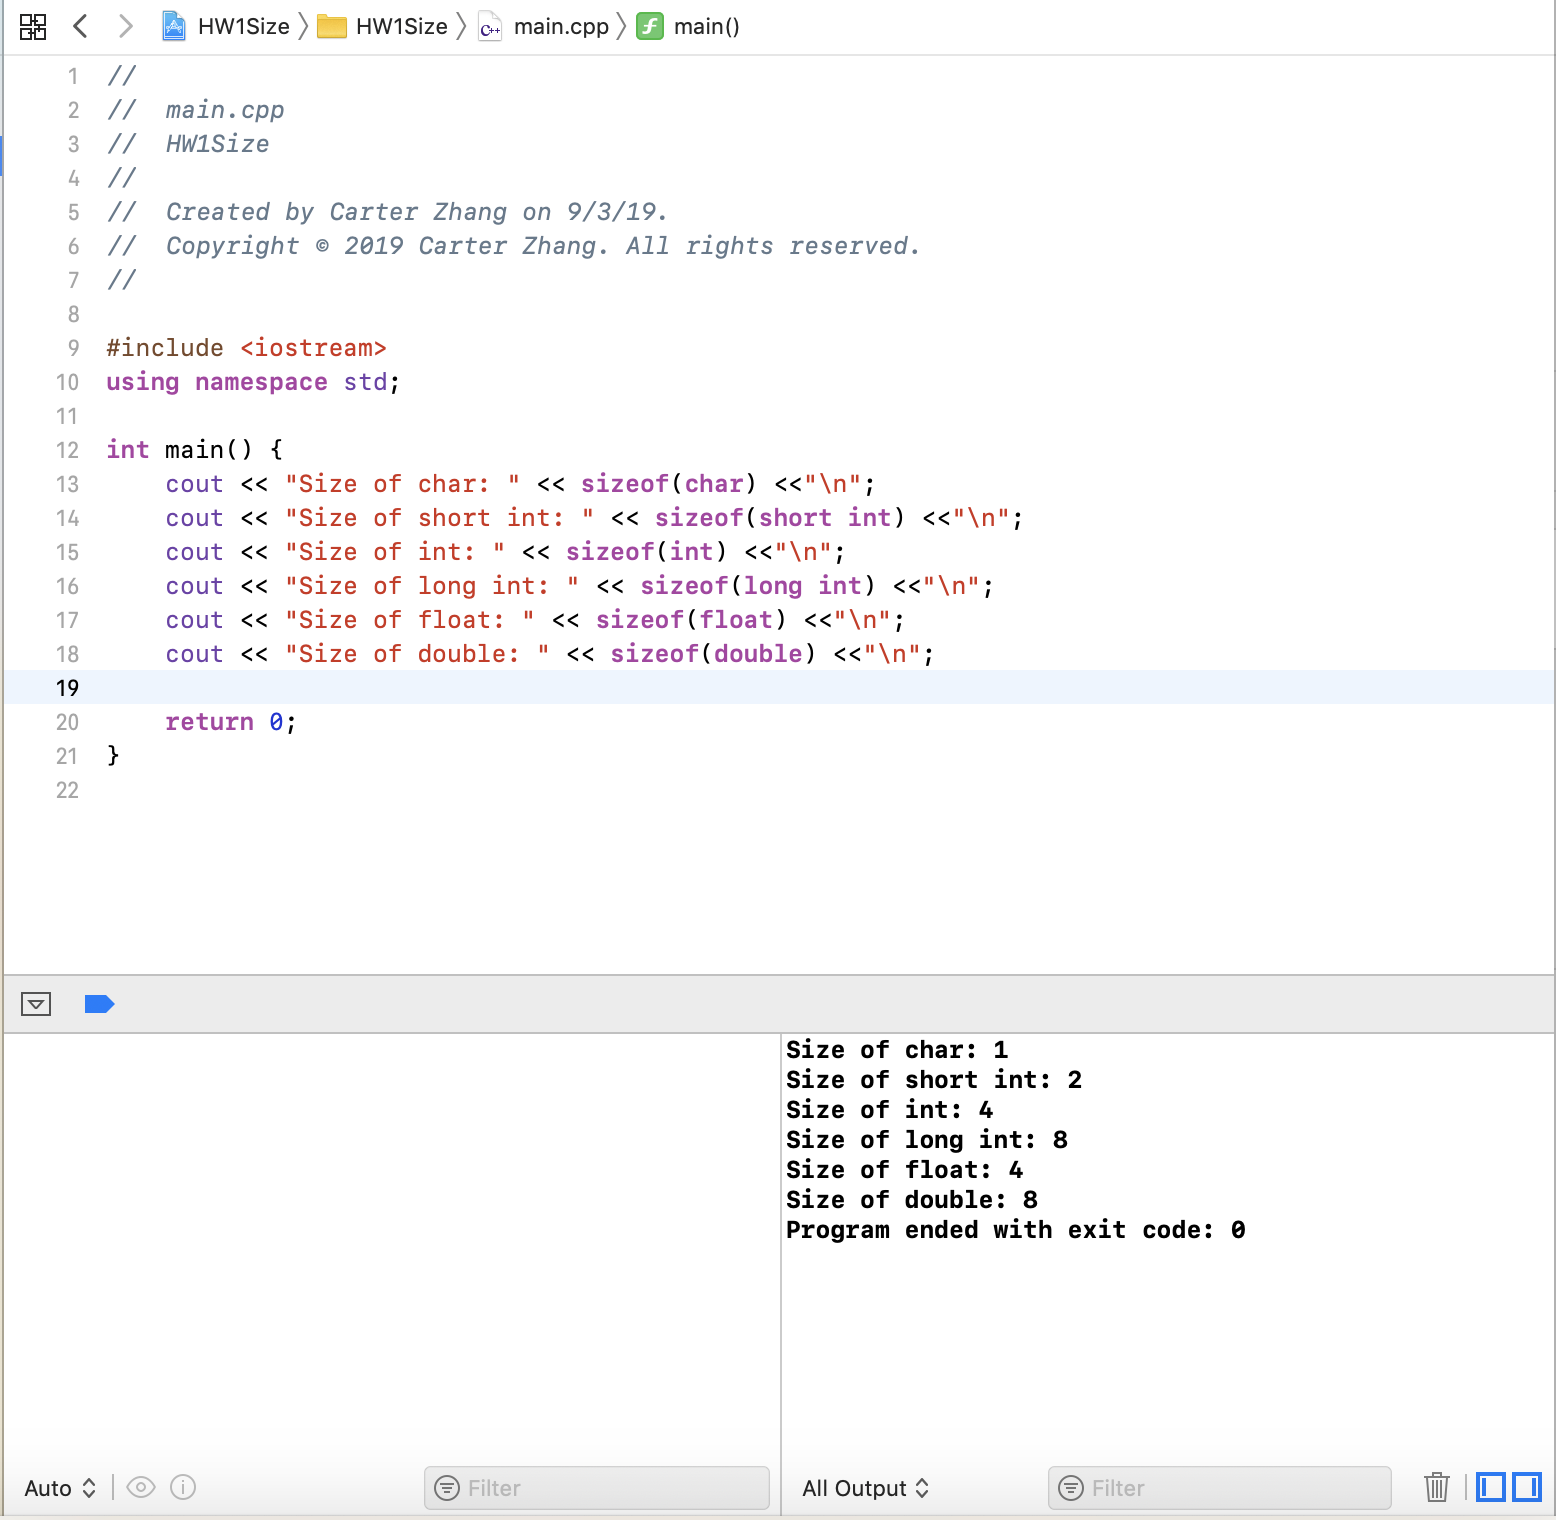 HW1Size HW1Size main.cpp main()
1 //
2 //  main.cpp
3 //  HW1Size
4 //
5 //  Created by Carter Zhang on 9/3/19.
6 //  Copyright © 2019 Carter Zhang. All rights reserved.
7 //
8
9 #include <iostream>
10 using namespace std;
11
12 int main() {
13     cout << "Size of char: " << sizeof(char) <<"\n";
14     cout << "Size of short int: " << sizeof(short int) <<"\n";
15     cout << "Size of int: " << sizeof(int) <<"\n";
16     cout << "Size of long int: " << sizeof(long int) <<"\n";
17     cout << "Size of float: " << sizeof(float) <<"\n";
18     cout << "Size of double: " << sizeof(double) <<"\n";
19
20     return 0;
21 }
22
Size of char: 1
Size of short int: 2
Size of int: 4
Size of long int: 8
Size of float: 4
Size of double: 8
Program ended with exit code: 0
Auto Filter All Output Filter